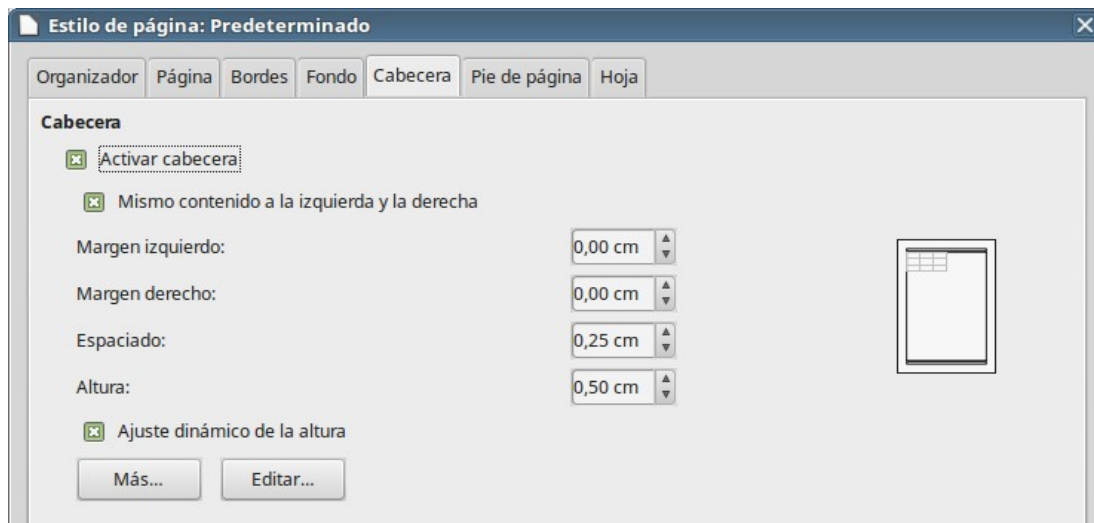 Estilo de página: Predeterminado
Organizador Página Bordes Fondo Cabecera Pie de página Hoja
Cabecera
Activar cabecera
Mismo contenido a la izquierda y la derecha
Margen izquierdo: 0,00 cm
Margen derecho: 0,00 cm
Espaciado: 0,25 cm
Altura: 0,50 cm
Ajuste dinámico de la altura
Más... Editar...